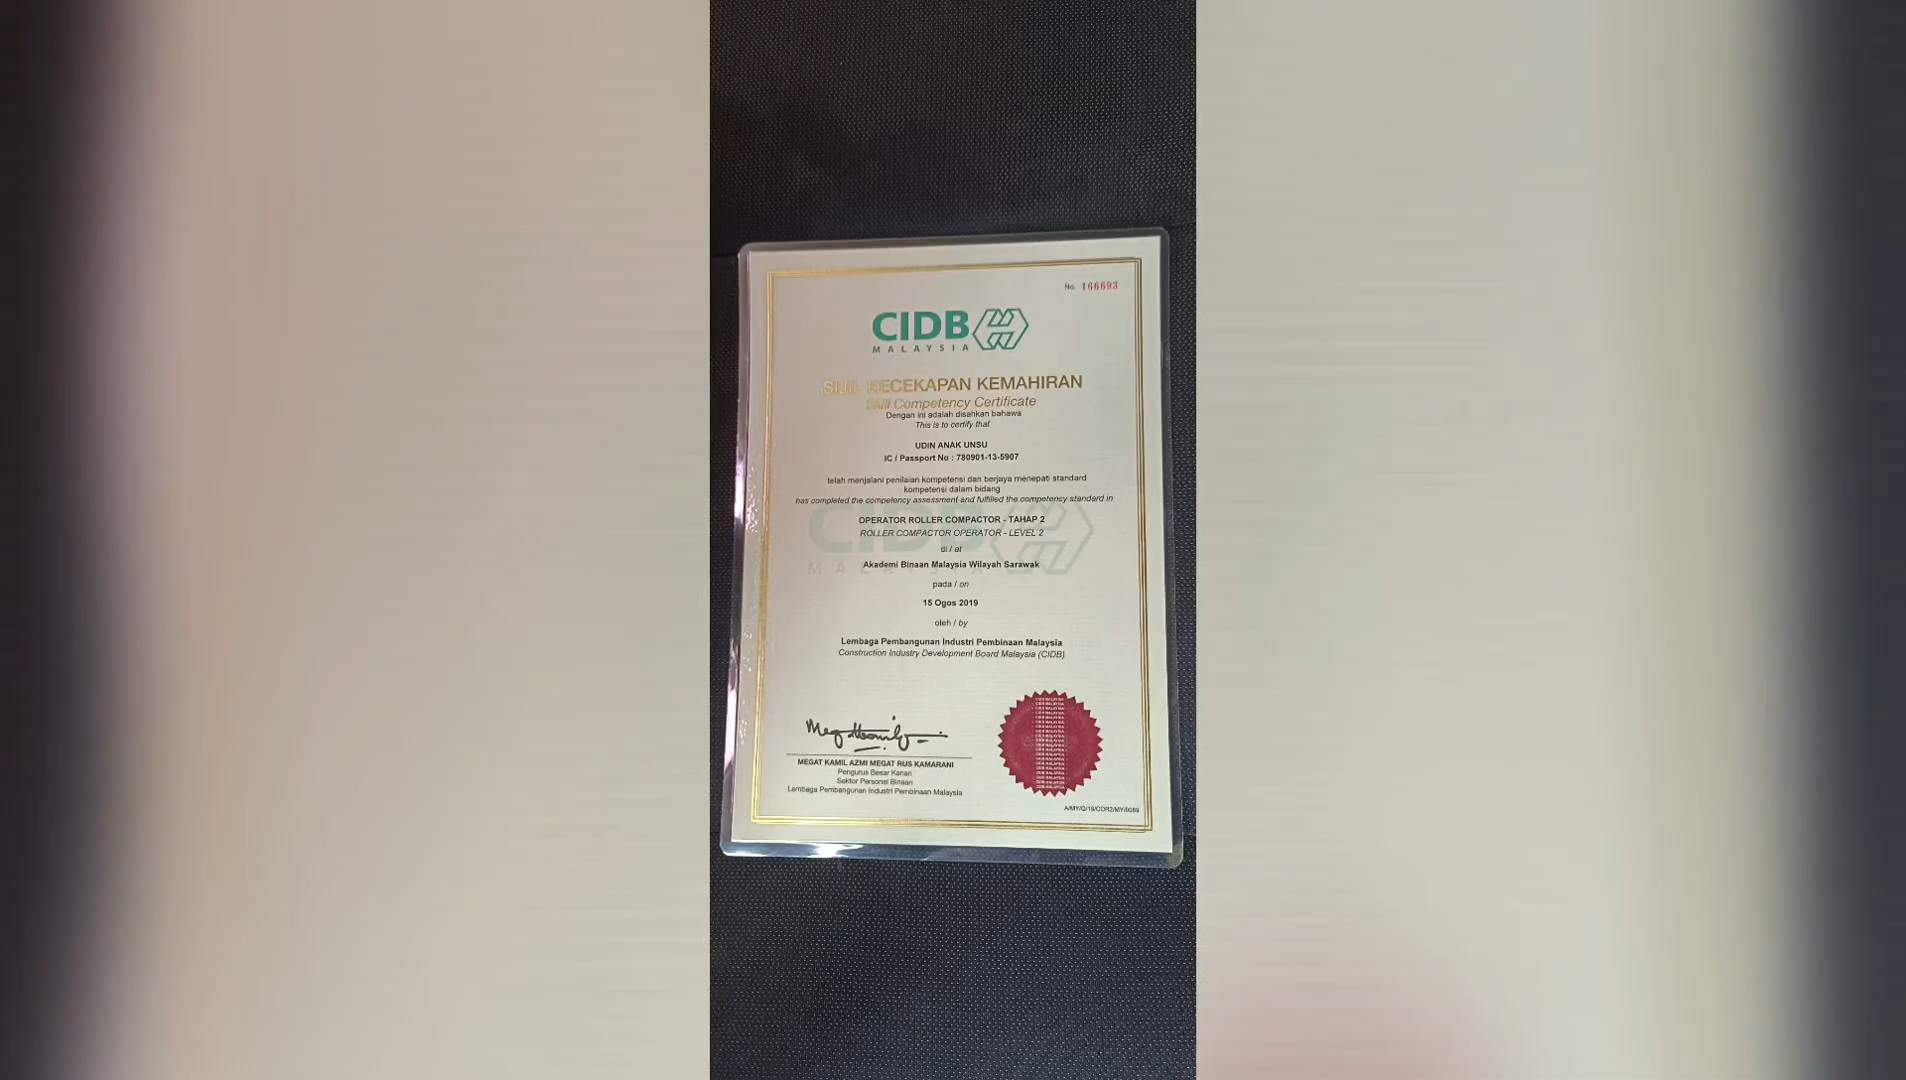 No. 166693
CIDB
MALAYSIA
SIJIL KECEKAPAN KEMAHIRAN
Skill Competency Certificate
Dengan ini adalah disahkan bahawa
This is to certify that
UDIN ANAK UNSU
IC / Passport No : 780901-13-5907
telah menjalani penilaian kompetensi dan berjaya menepati standard
kompetensi dalam bidang
has completed the competency assessment and fulfilled the competency standard in
OPERATOR ROLLER COMPACTOR - TAHAP 2
ROLLER COMPACTOR OPERATOR - LEVEL 2
di / at
Akademi Binaan Malaysia Wilayah Sarawak
pada / on
15 Ogos 2019
oleh / by
Lembaga Pembangunan Industri Pembinaan Malaysia
Construction Industry Development Board Malaysia (CIDB)
MEGAT KAMIL AZMI MEGAT RUS KAMARANI
Pengurus Besar Kanan
Sektor Personel Binaan
Lembaga Pembangunan Industri Pembinaan Malaysia